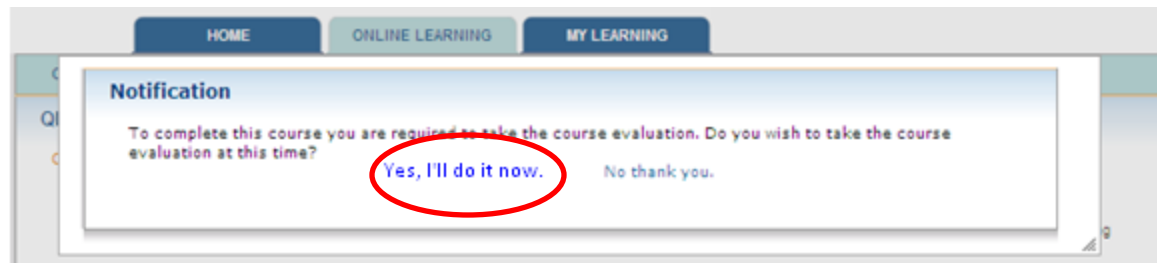 HOME ONLINE LEARNING MY LEARNING
Notification
To complete this course you are required to take the course evaluation. Do you wish to take the course
evaluation at this time?
Yes, I'll do it now. No thank you.